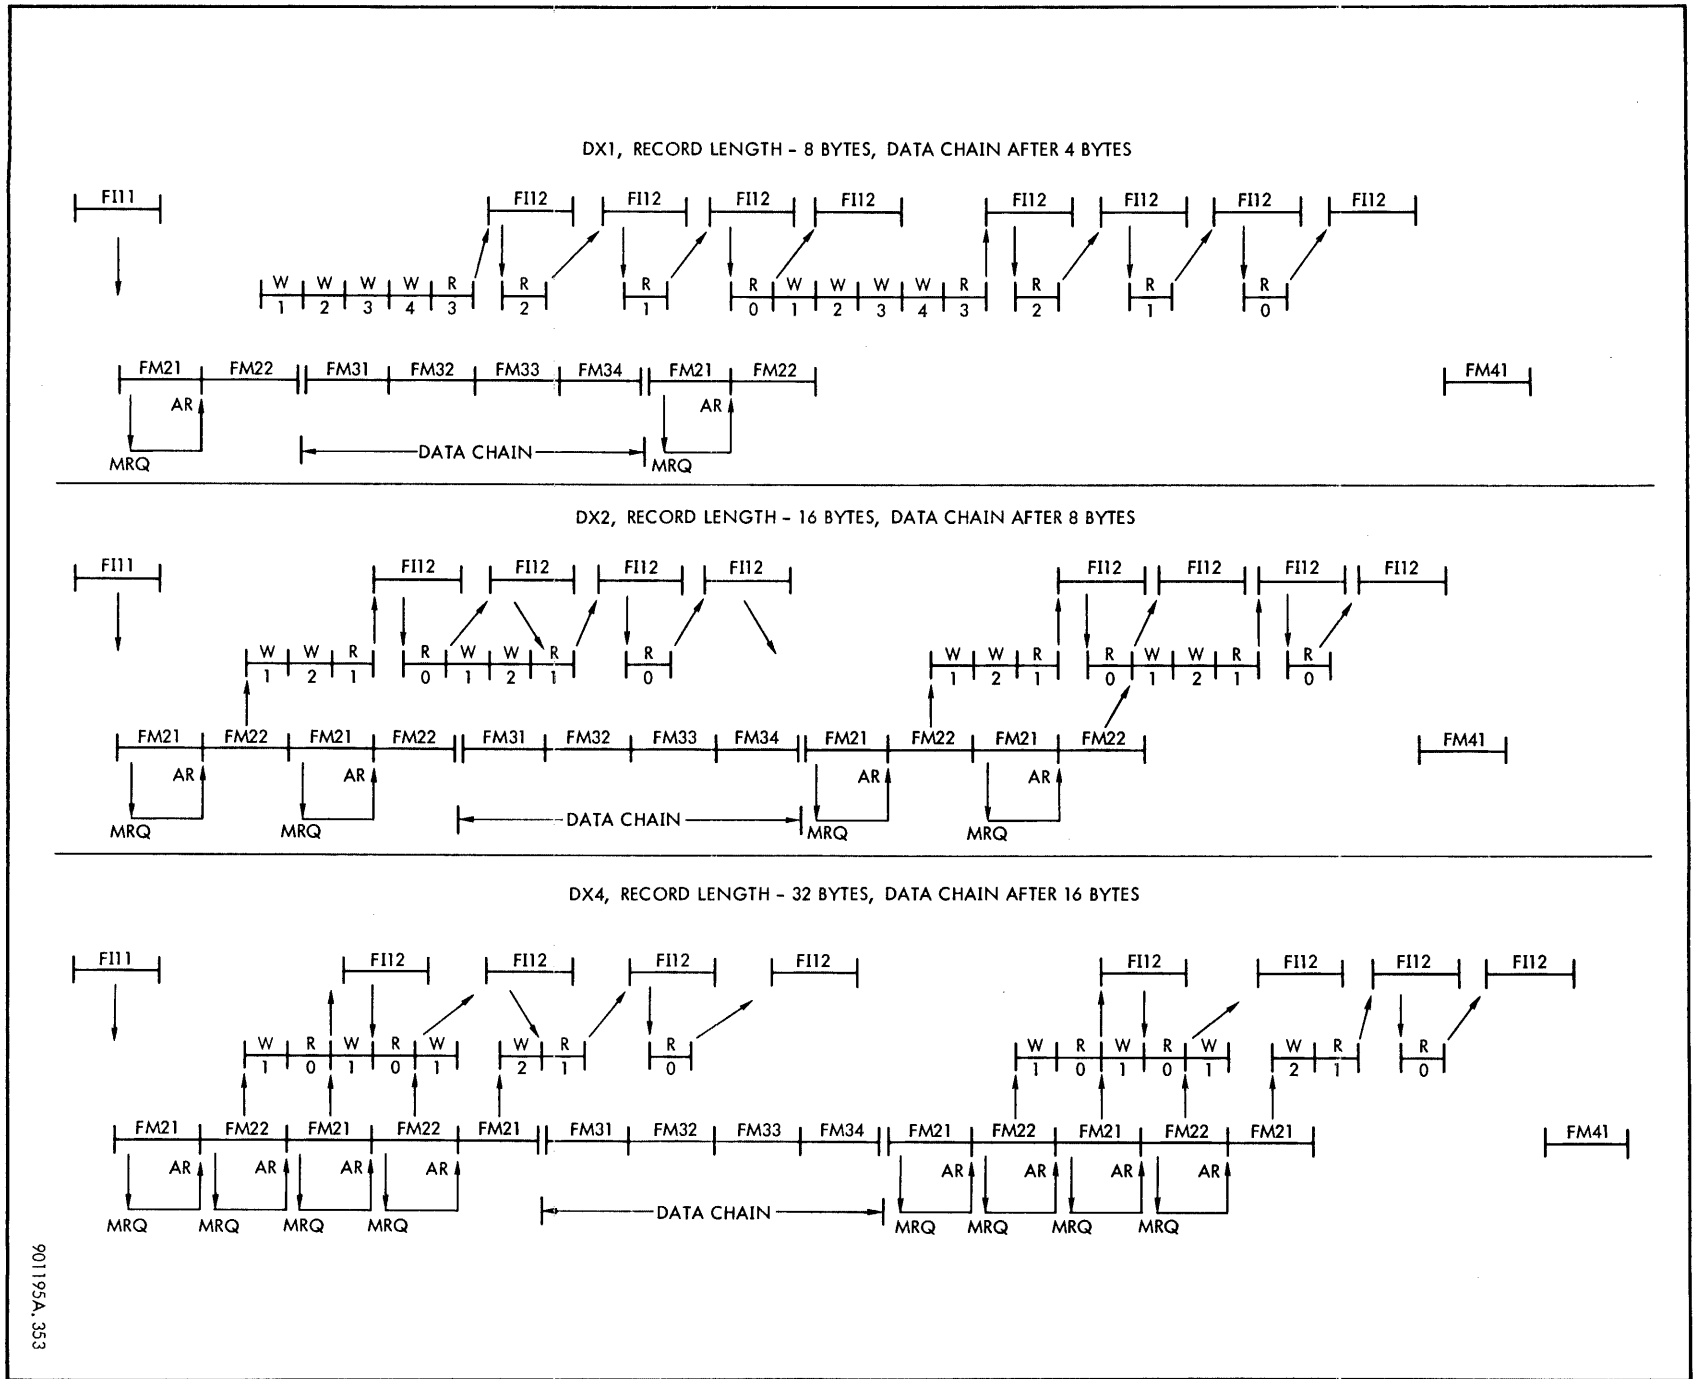 DX1, RECORD LENGTH - 8 BYTES, DATA CHAIN AFTER 4 BYTES
FI11 FI12 FI12 FI12 FI12 FI12 FI12 FI12 FI12
W W W W R R R R W W W W R R R R
1 2 3 4 3 2 1 0 1 2 3 4 3 2 1 0
FM21 FM22 FM31 FM32 FM33 FM34 FM21 FM22 FM41
AR AR
MRQ DATA CHAIN MRQ
DX2, RECORD LENGTH - 16 BYTES, DATA CHAIN AFTER 8 BYTES
FI11 FI12 FI12 FI12 FI12 FI12 FI12 FI12 FI12
W W R R W W R R W W R R W W R R
1 2 1 0 1 2 1 0 1 2 1 0 1 2 1 0
FM21 FM22 FM21 FM22 FM31 FM32 FM33 FM34 FM21 FM22 FM21 FM22 FM41
AR AR AR AR
MRQ MRQ DATA CHAIN MRQ MRQ
DX4, RECORD LENGTH - 32 BYTES, DATA CHAIN AFTER 16 BYTES
FI11 FI12 FI12 FI12 FI12 FI12 FI12 FI12 FI12
W R W R W W R R W R W R W W R R
1 0 1 0 1 2 1 0 1 0 1 0 1 2 1 0
FM21 FM22 FM21 FM22 FM21 FM31 FM32 FM33 FM34 FM21 FM22 FM21 FM22 FM21 FM41
AR AR AR AR AR AR AR AR
MRQ MRQ MRQ MRQ DATA CHAIN MRQ MRQ MRQ MRQ
901195A. 353